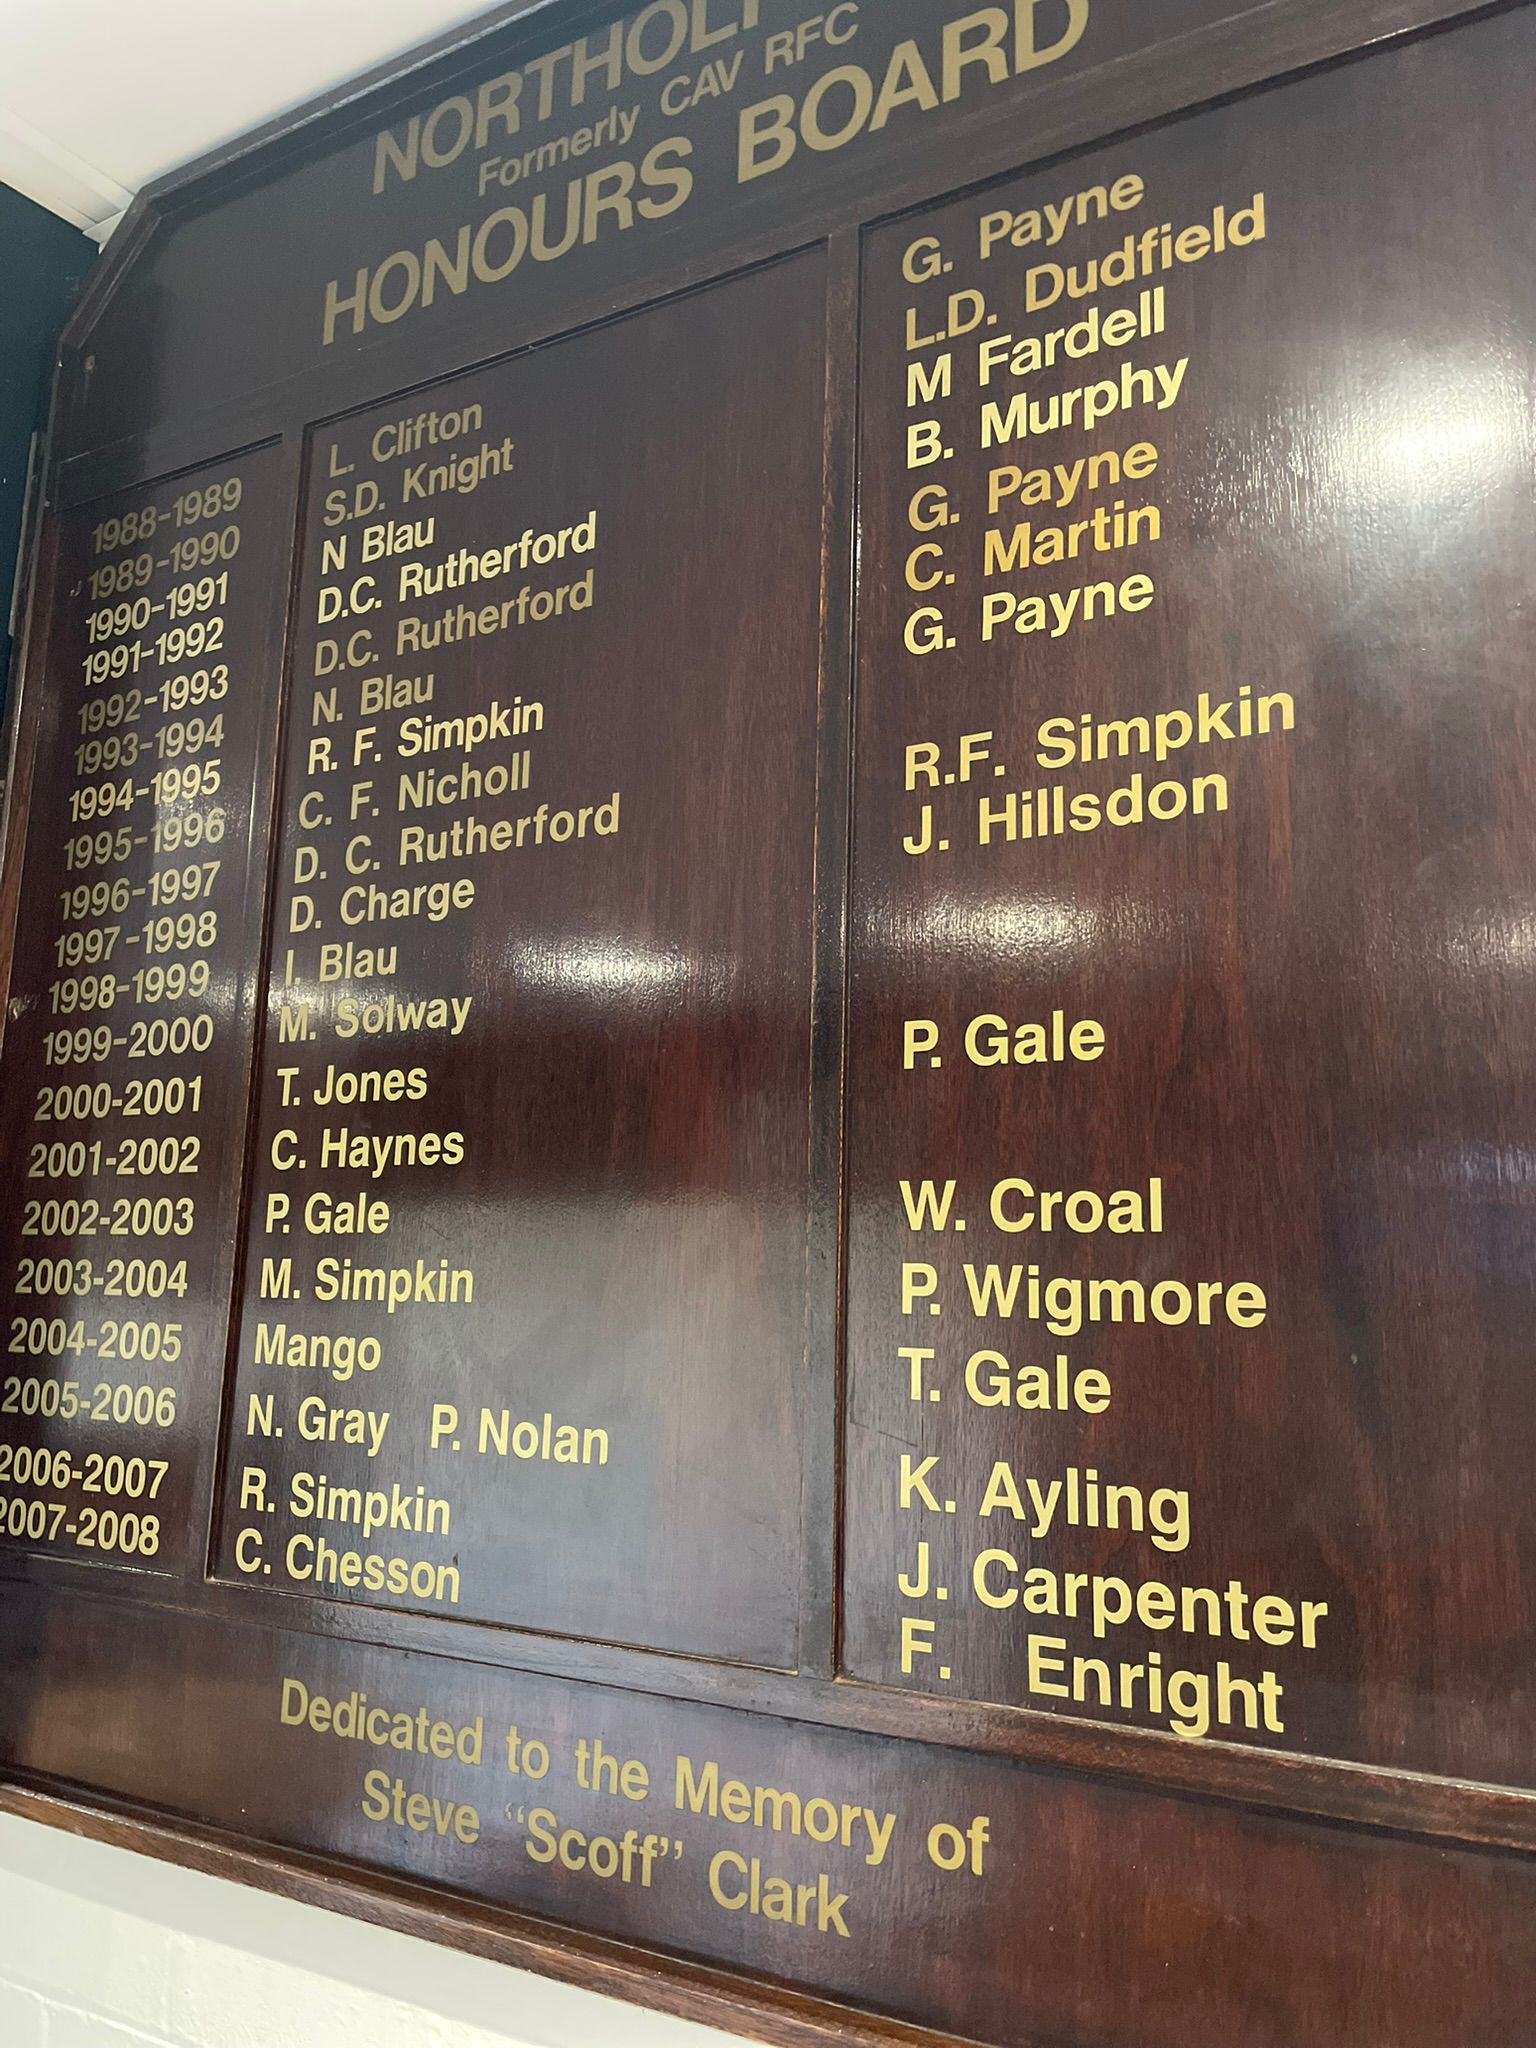 NORTHOLT
Formerly CAV RFC
HONOURS BOARD
1988-1989 L. Clifton G. Payne
1989-1990 S.D. Knight L.D. Dudfield
1990-1991 N Blau M Fardell
1991-1992 D.C. Rutherford B. Murphy
1992-1993 D.C. Rutherford G. Payne
1993-1994 N. Blau C. Martin
1994-1995 R. F. Simpkin G. Payne
1995-1996 C. F. Nicholl
1996-1997 D. C. Rutherford R.F. Simpkin
1997-1998 D. Charge J. Hillsdon
1998-1999 I. Blau
1999-2000 M. Solway
2000-2001 T. Jones P. Gale
2001-2002 C. Haynes
2002-2003 P. Gale W. Croal
2003-2004 M. Simpkin P. Wigmore
2004-2005 Mango T. Gale
2005-2006 N. Gray P. Nolan K. Ayling
2006-2007 R. Simpkin J. Carpenter
2007-2008 C. Chesson F. Enright
Dedicated to the Memory of
Steve "Scoff" Clark